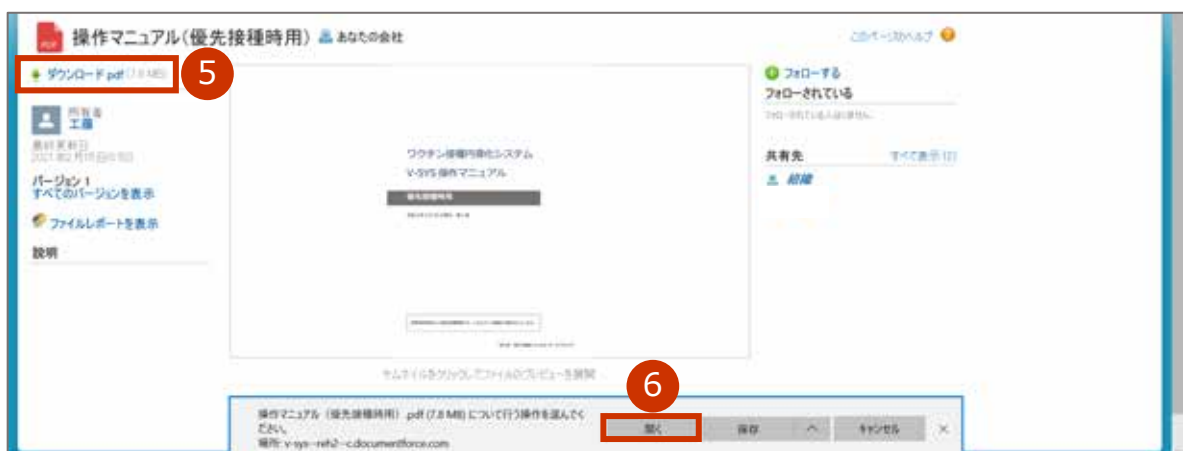 操作マニュアル(優先接種時用) あなたの会社
このページのヘルプ
ダウンロード pdf (7.8 MB)
5
フォローする
フォローされている
所有者
工藤
最終更新日
ワクチン接種円滑化システム
V-SYS 操作マニュアル
優先接種時用
共有先 すべて表示
組織
バージョン 1
すべてのバージョンを表示
ファイルレポートを表示
説明
サムネイルをクリックしてファイルのプレビューを展開
6
操作マニュアル (優先接種時用) .pdf (7.8 MB) について行う操作を選んでく
ださい。
場所: v-sys--reh2--c.documentforce.com
開く 保存 キャンセル